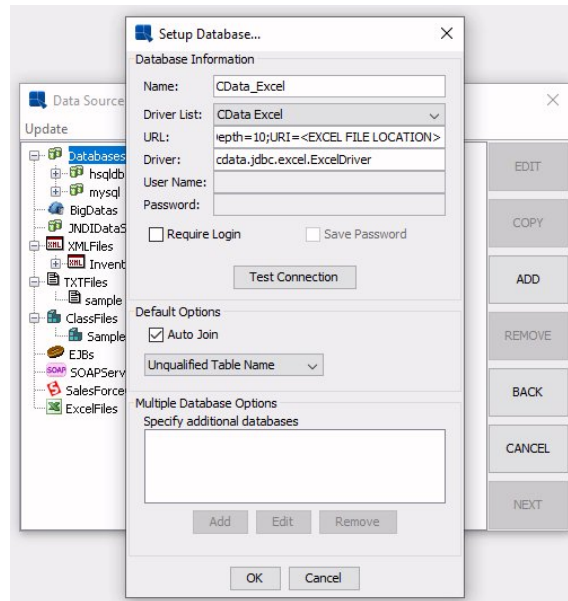 Setup Database...
Database Information
Name: CData_Excel
Driver List: CData Excel
URL: epth=10;URI=<EXCEL FILE LOCATION>
Driver: cdata.jdbc.excel.ExcelDriver
User Name:
Password:
Require Login Save Password
Test Connection
Default Options
Auto Join
Unqualified Table Name
Multiple Database Options
Specify additional databases
Add Edit Remove
OK Cancel
Data Source
Update
Databases
hsqldb
mysql
BigDatas
JNDIDataS
XML XMLFiles
XML Invent
TXTFiles
sample
ClassFiles
Sample
EJBs
SOAP SOAPServ
SalesForce
ExcelFiles
EDIT
COPY
ADD
REMOVE
BACK
CANCEL
NEXT